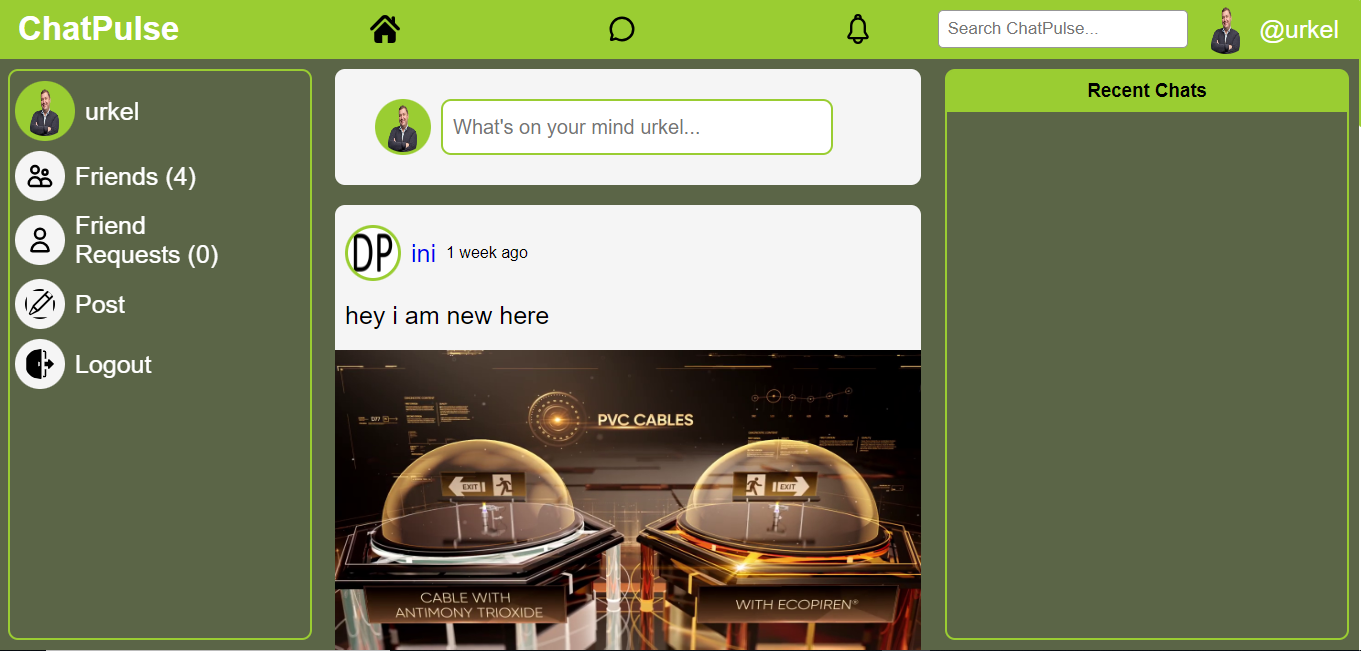 ChatPulse
Search ChatPulse...
@urkel
urkel
Friends (4)
Friend
Requests (0)
Post
Logout
What's on your mind urkel...
DP
ini 1 week ago
hey i am new here
PVC CABLES
EXIT
EXIT
CABLE WITH
ANTIMONY TRIOXIDE
WITH ECOPIREN®
Recent Chats